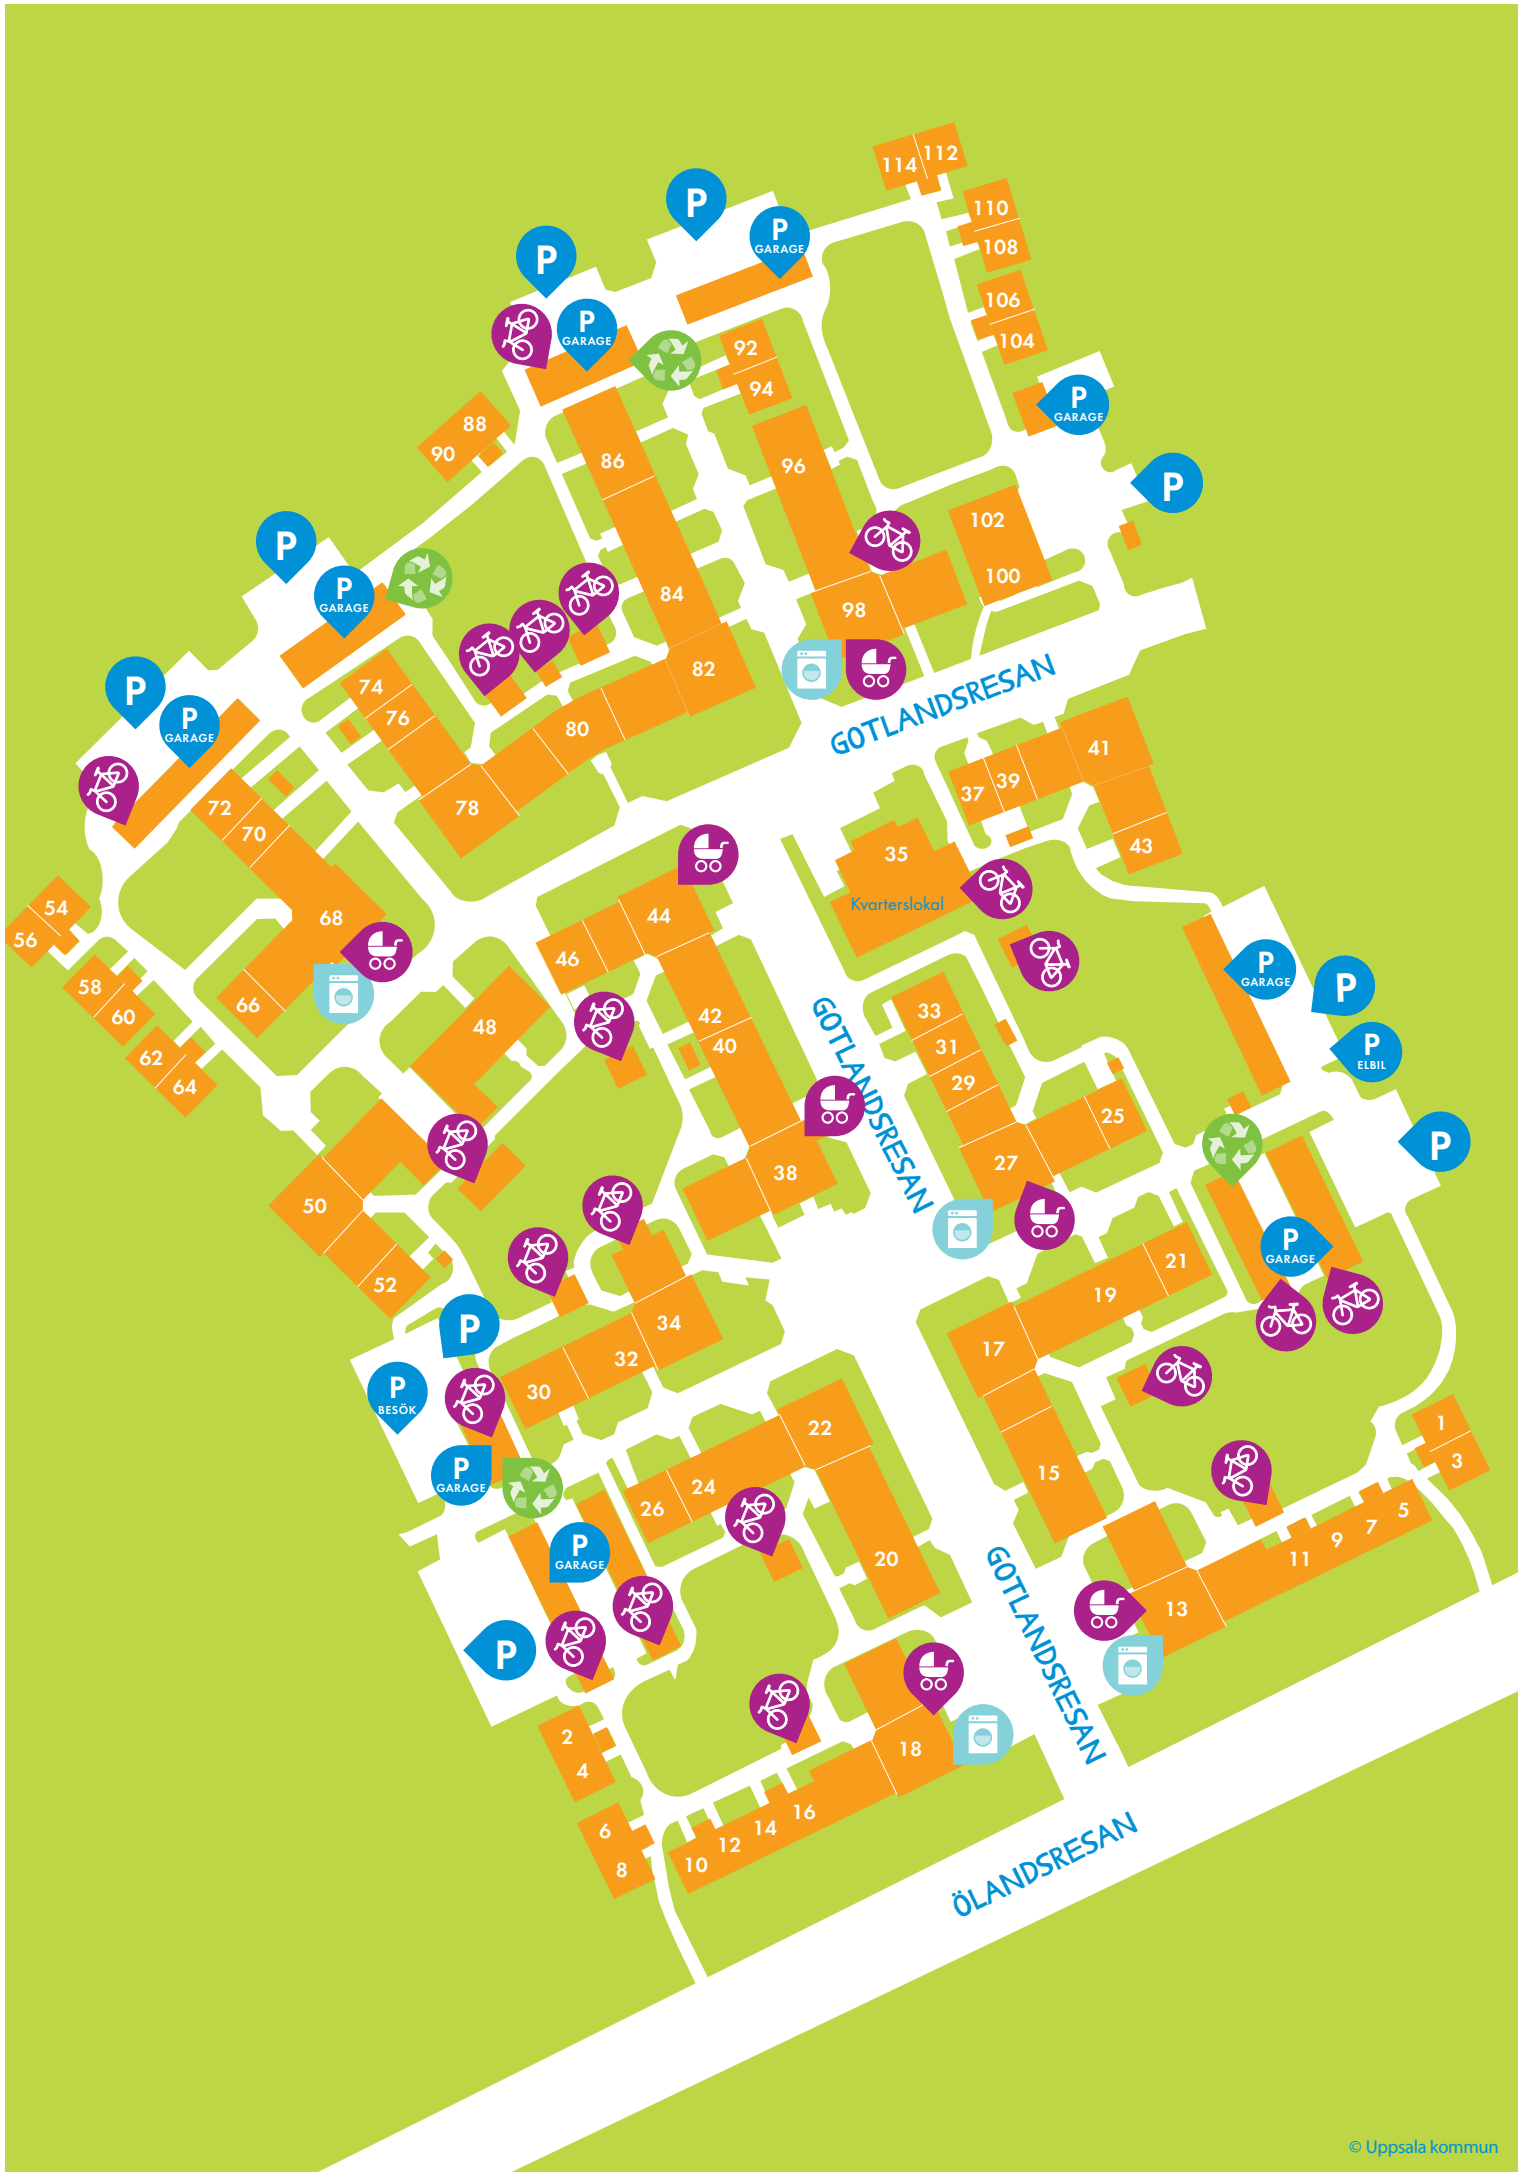 114
112
110
108
106
104
P
P
GARAGE
P
P
GARAGE
92
94
P
GARAGE
88
90
86
96
P
102
100
P
P
GARAGE
84
98
82
74
76
80
78
P
P
GARAGE
GOTLANDSRESAN
41
39
37
43
35
Kvarterslokal
72
70
68
66
54
56
58
60
62
64
44
46
48
42
40
38
GOTLANDSRESAN
33
31
29
27
25
P
GARAGE
P
P
ELBIL
P
50
52
P
P
BESÖK
34
32
30
21
19
17
15
P
GARAGE
1
3
5
7
9
11
13
P
GARAGE
22
24
26
20
P
GARAGE
P
GOTLANDSRESAN
2
4
6
8
18
16
14
12
10
ÖLANDSRESAN
© Uppsala kommun